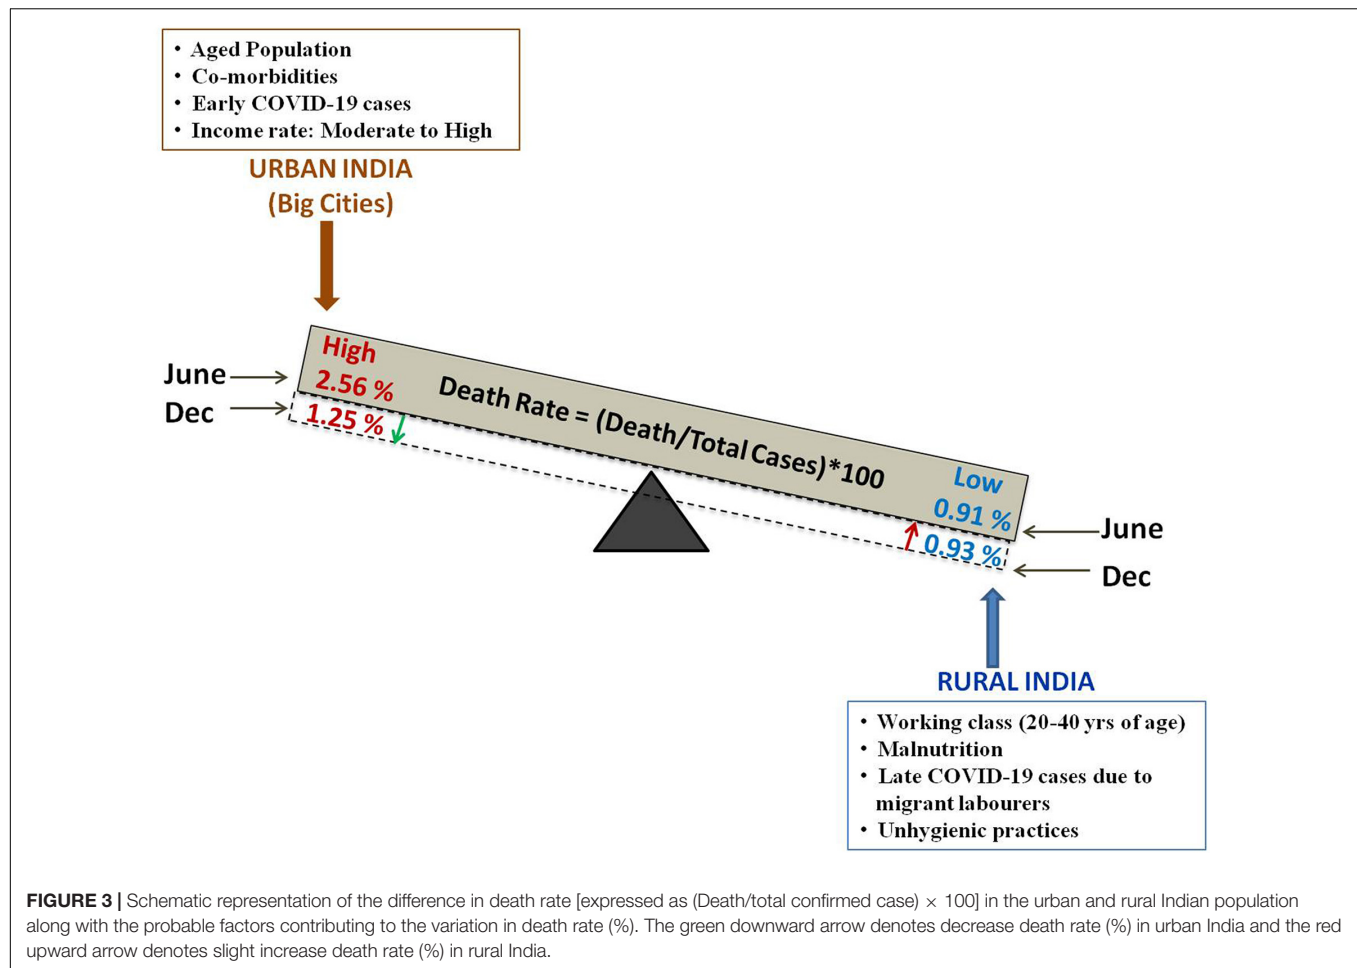 • Aged Population
• Co-morbidities
• Early COVID-19 cases
• Income rate: Moderate to High
URBAN INDIA
(Big Cities)
June
Dec
High
2.56 %
1.25 %
Death Rate = (Death/Total Cases)*100
Low
0.91 %
0.93 %
June
Dec
RURAL INDIA
• Working class (20-40 yrs of age)
• Malnutrition
• Late COVID-19 cases due to
migrant labourers
• Unhygienic practices
FIGURE 3 | Schematic representation of the difference in death rate [expressed as (Death/total confirmed case) × 100] in the urban and rural Indian population
along with the probable factors contributing to the variation in death rate (%). The green downward arrow denotes decrease death rate (%) in urban India and the red
upward arrow denotes slight increase death rate (%) in rural India.